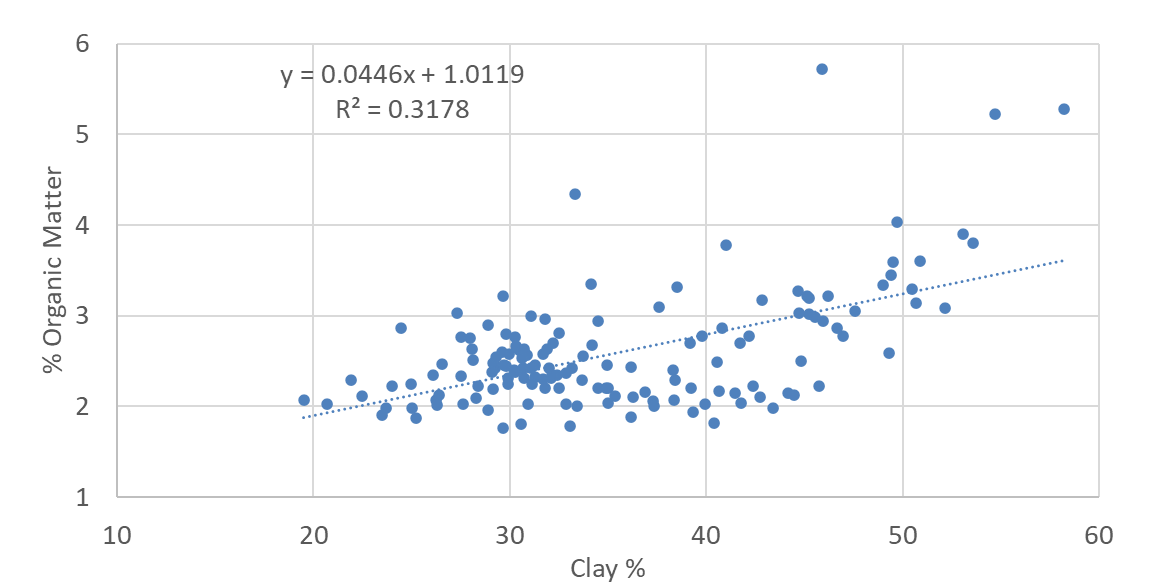 y = 0.0446x + 1.0119
R² = 0.3178
6
5
4
3
2
1
% Organic Matter
10 20 30 40 50 60
Clay %